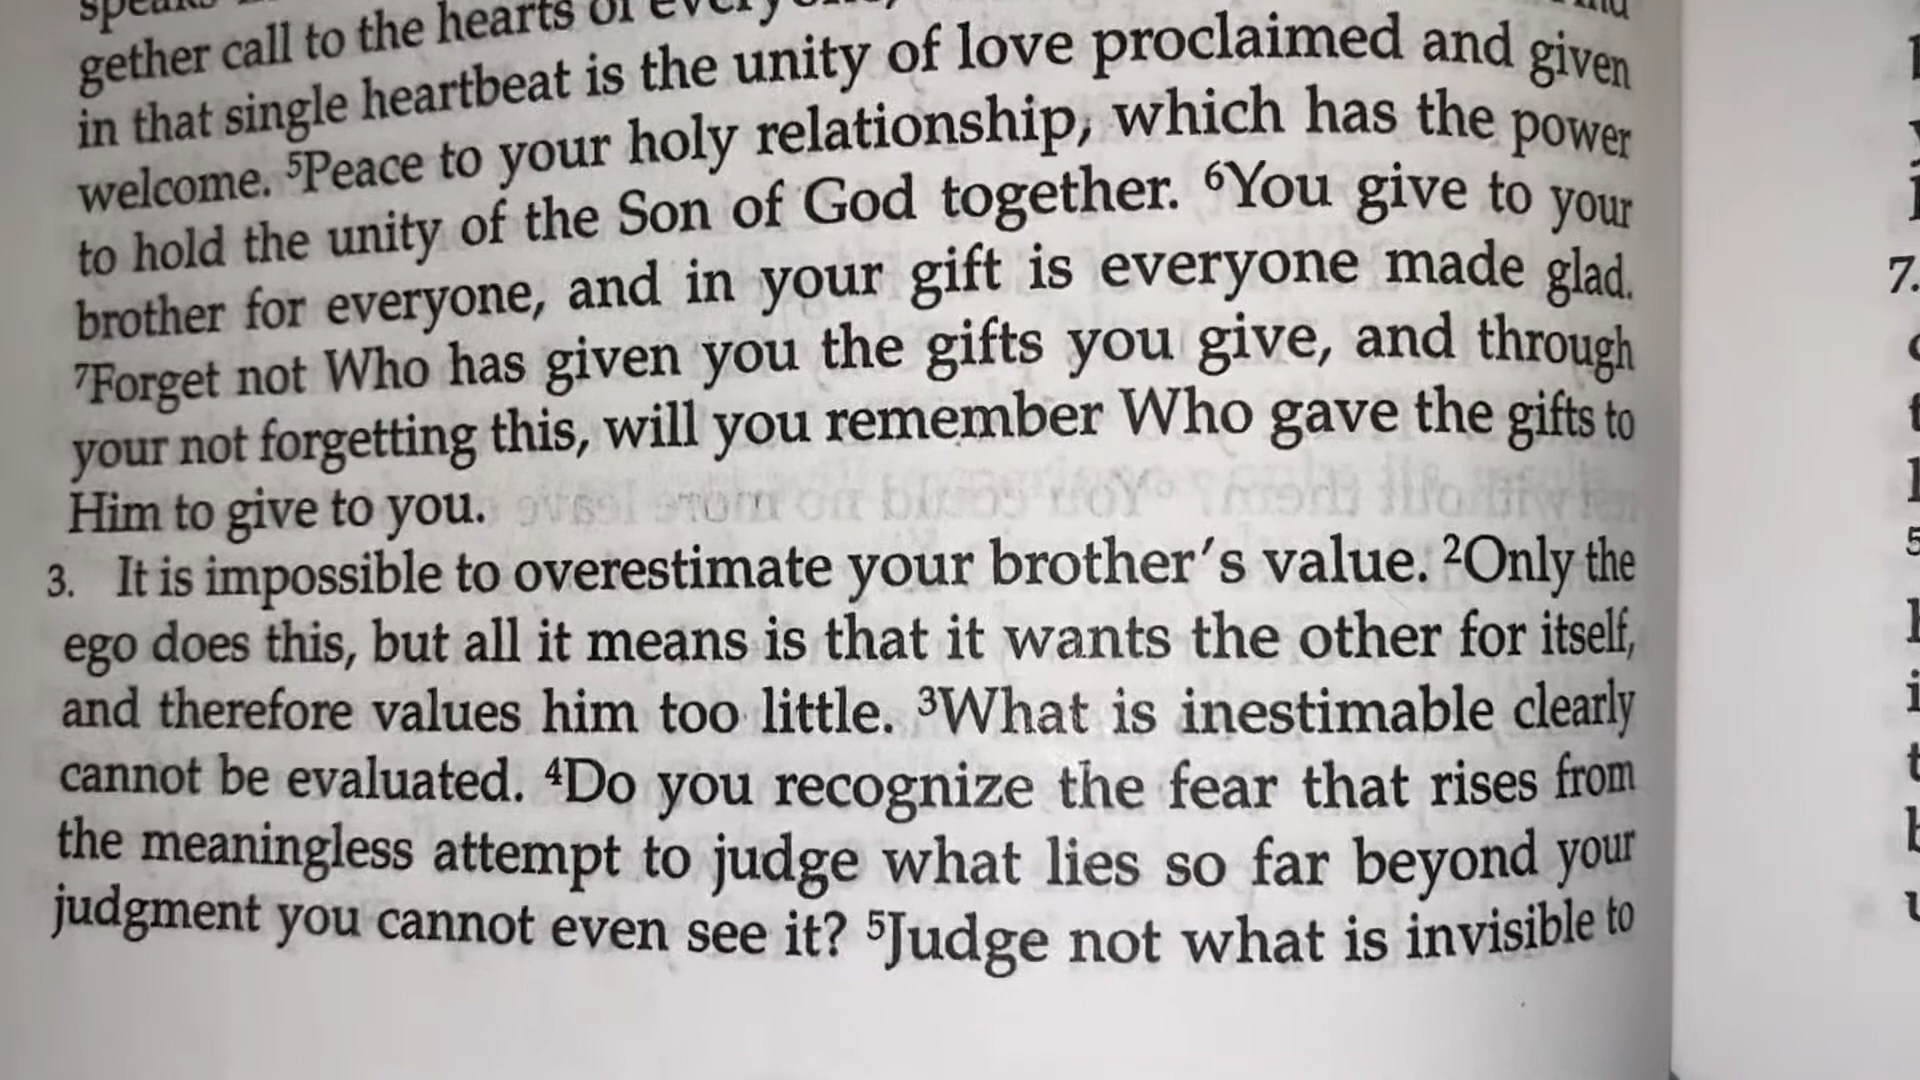 gether call to the hearts of everyone,
in that single heartbeat is the unity of love proclaimed and given
welcome. ⁵Peace to your holy relationship, which has the power
to hold the unity of the Son of God together. ⁶You give to your
brother for everyone, and in your gift is everyone made glad.
⁷Forget not Who has given you the gifts you give, and through
your not forgetting this, will you remember Who gave the gifts to
Him to give to you.
3. It is impossible to overestimate your brother's value. ²Only the
ego does this, but all it means is that it wants the other for itself,
and therefore values him too little. ³What is inestimable clearly
cannot be evaluated. ⁴Do you recognize the fear that rises from
the meaningless attempt to judge what lies so far beyond your
judgment you cannot even see it? ⁵Judge not what is invisible to
7.
5